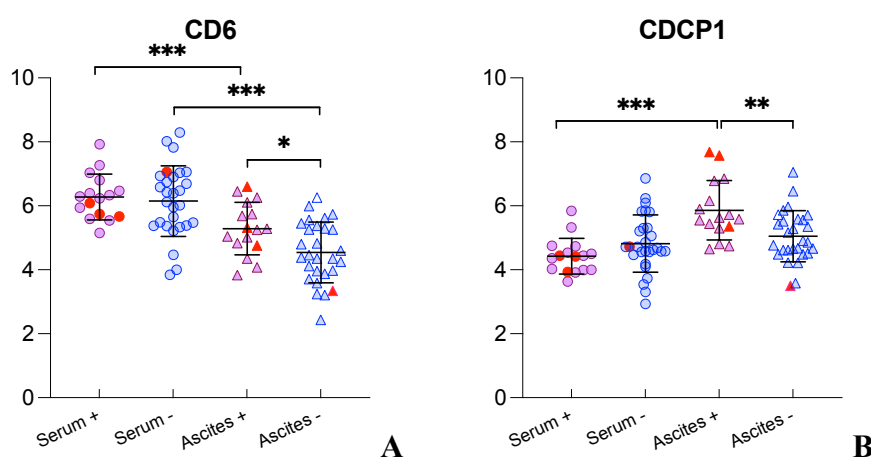 CD6
***
***
*
10
8
6
4
2
0
Serum +
Serum -
Ascites +
Ascites -
A
CDCP1
***
**
10
8
6
4
2
0
Serum +
Serum -
Ascites +
Ascites -
B